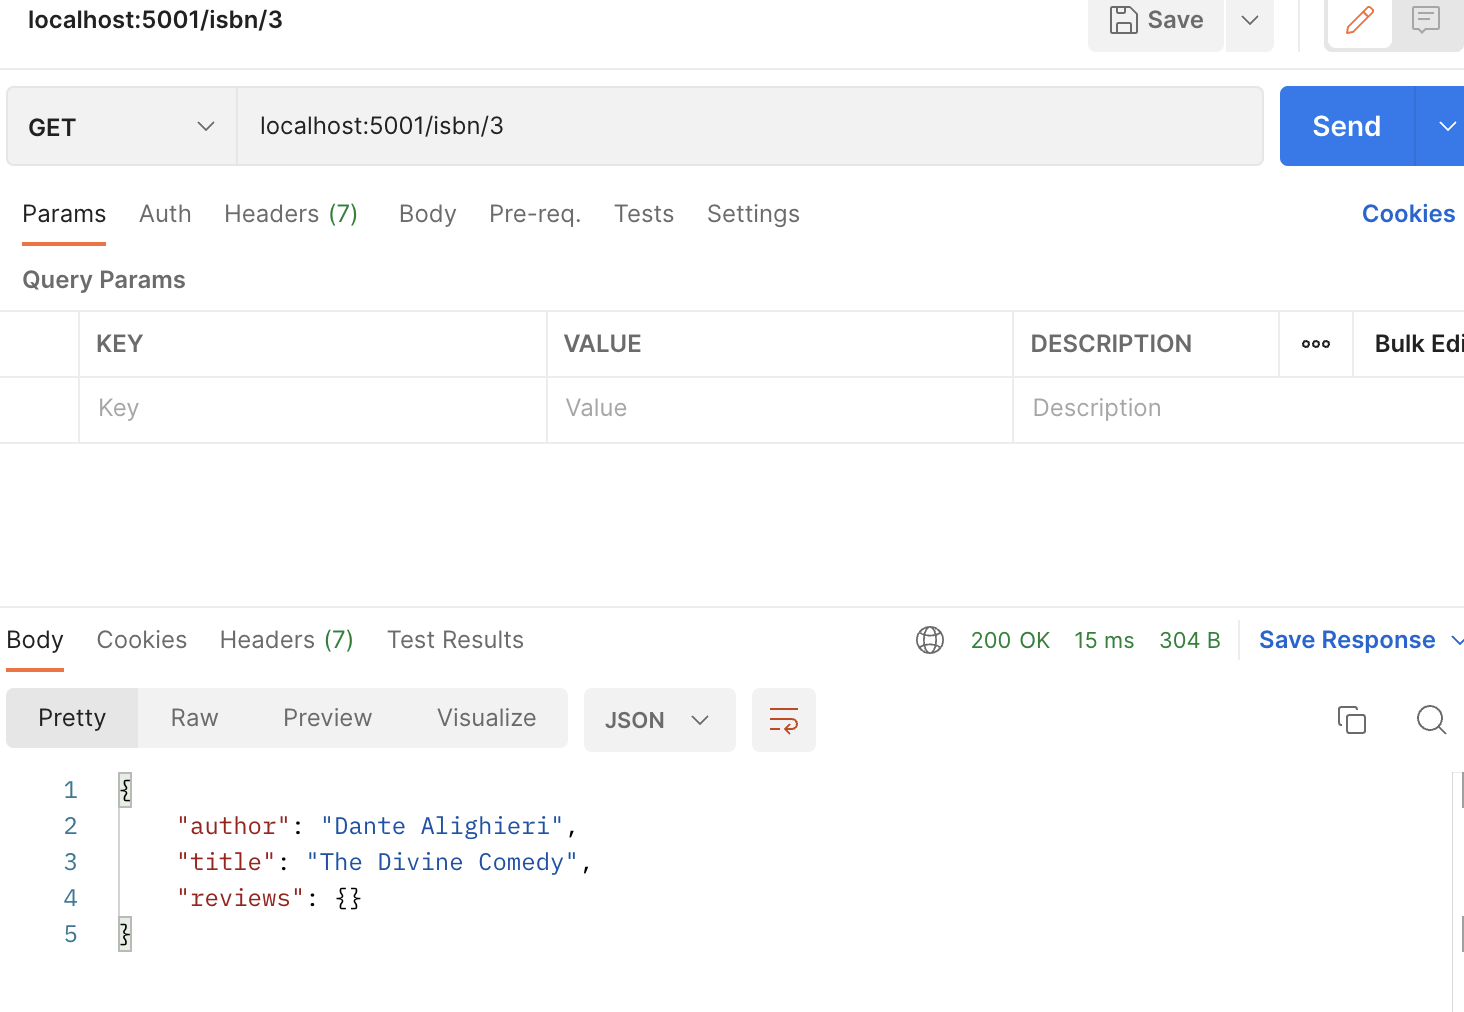 localhost:5001/isbn/3
Save
GET
localhost:5001/isbn/3
Send
Params Auth Headers (7) Body Pre-req. Tests Settings Cookies
Query Params
KEY VALUE DESCRIPTION ooo Bulk Edi
Key Value Description
Body Cookies Headers (7) Test Results 200 OK 15 ms 304 B Save Response
Pretty Raw Preview Visualize JSON
1 {
2 "author": "Dante Alighieri",
3 "title": "The Divine Comedy",
4 "reviews": {}
5 }